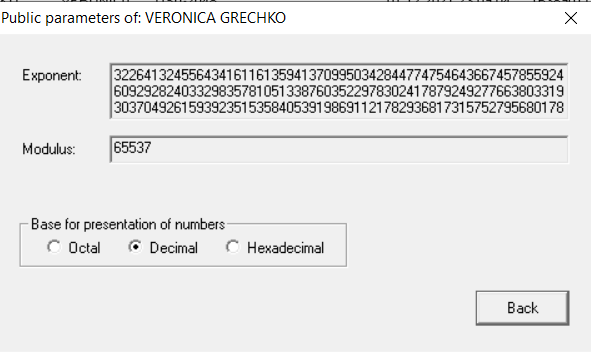 Public parameters of: VERONICA GRECHKO
Exponent:
32264132455643416116135941370995034284477475464366745785592​4
60929282403329835781051338760352297830241787924927766380331​9
30370492615939235153584053919869112178293681731575279568017​8
Modulus:
65537
Base for presentation of numbers
Octal
Decimal
Hexadecimal
Back